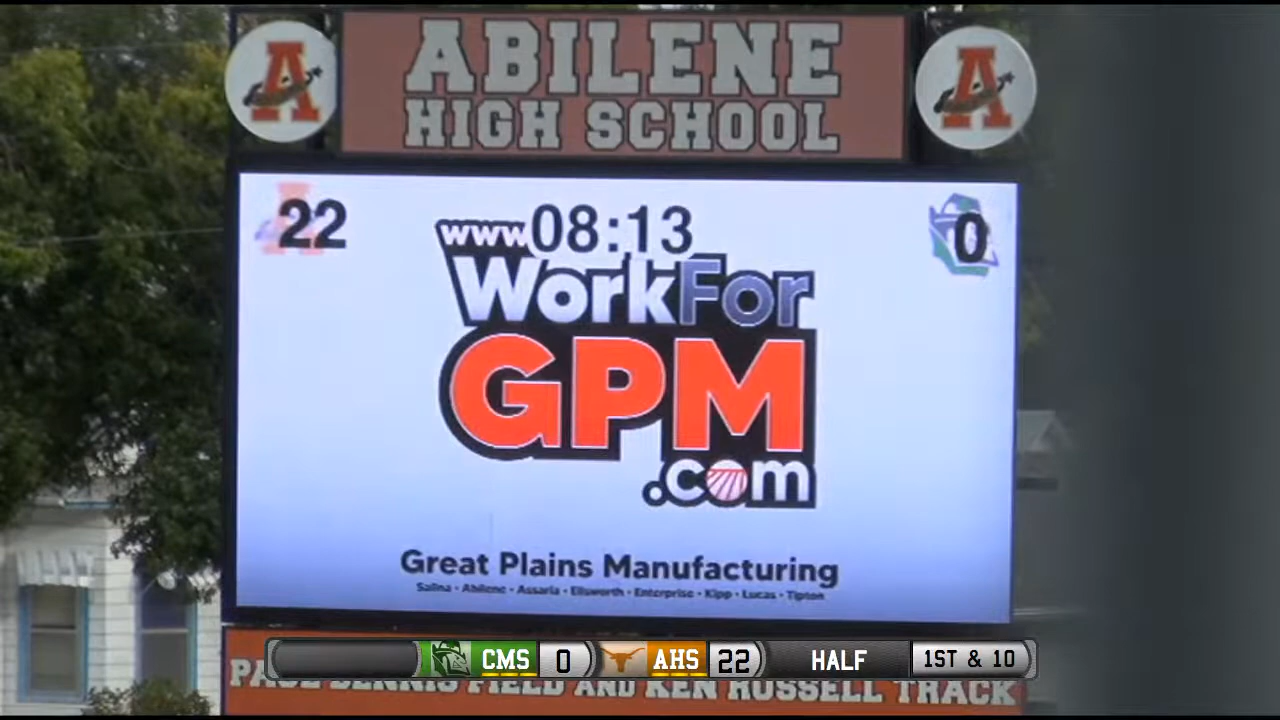 A
ABILENE
HIGH SCHOOL
A
22
08:13
0
www.
WorkFor
GPM
.com
Great Plains Manufacturing
Salina • Abilene • Assaria • Ellsworth • Enterprise • Kipp • Lucas • Tipton
CMS 0 AHS 22 HALF 1ST & 10
DENNIS FIELD AND KEN RUSSELL TRACK